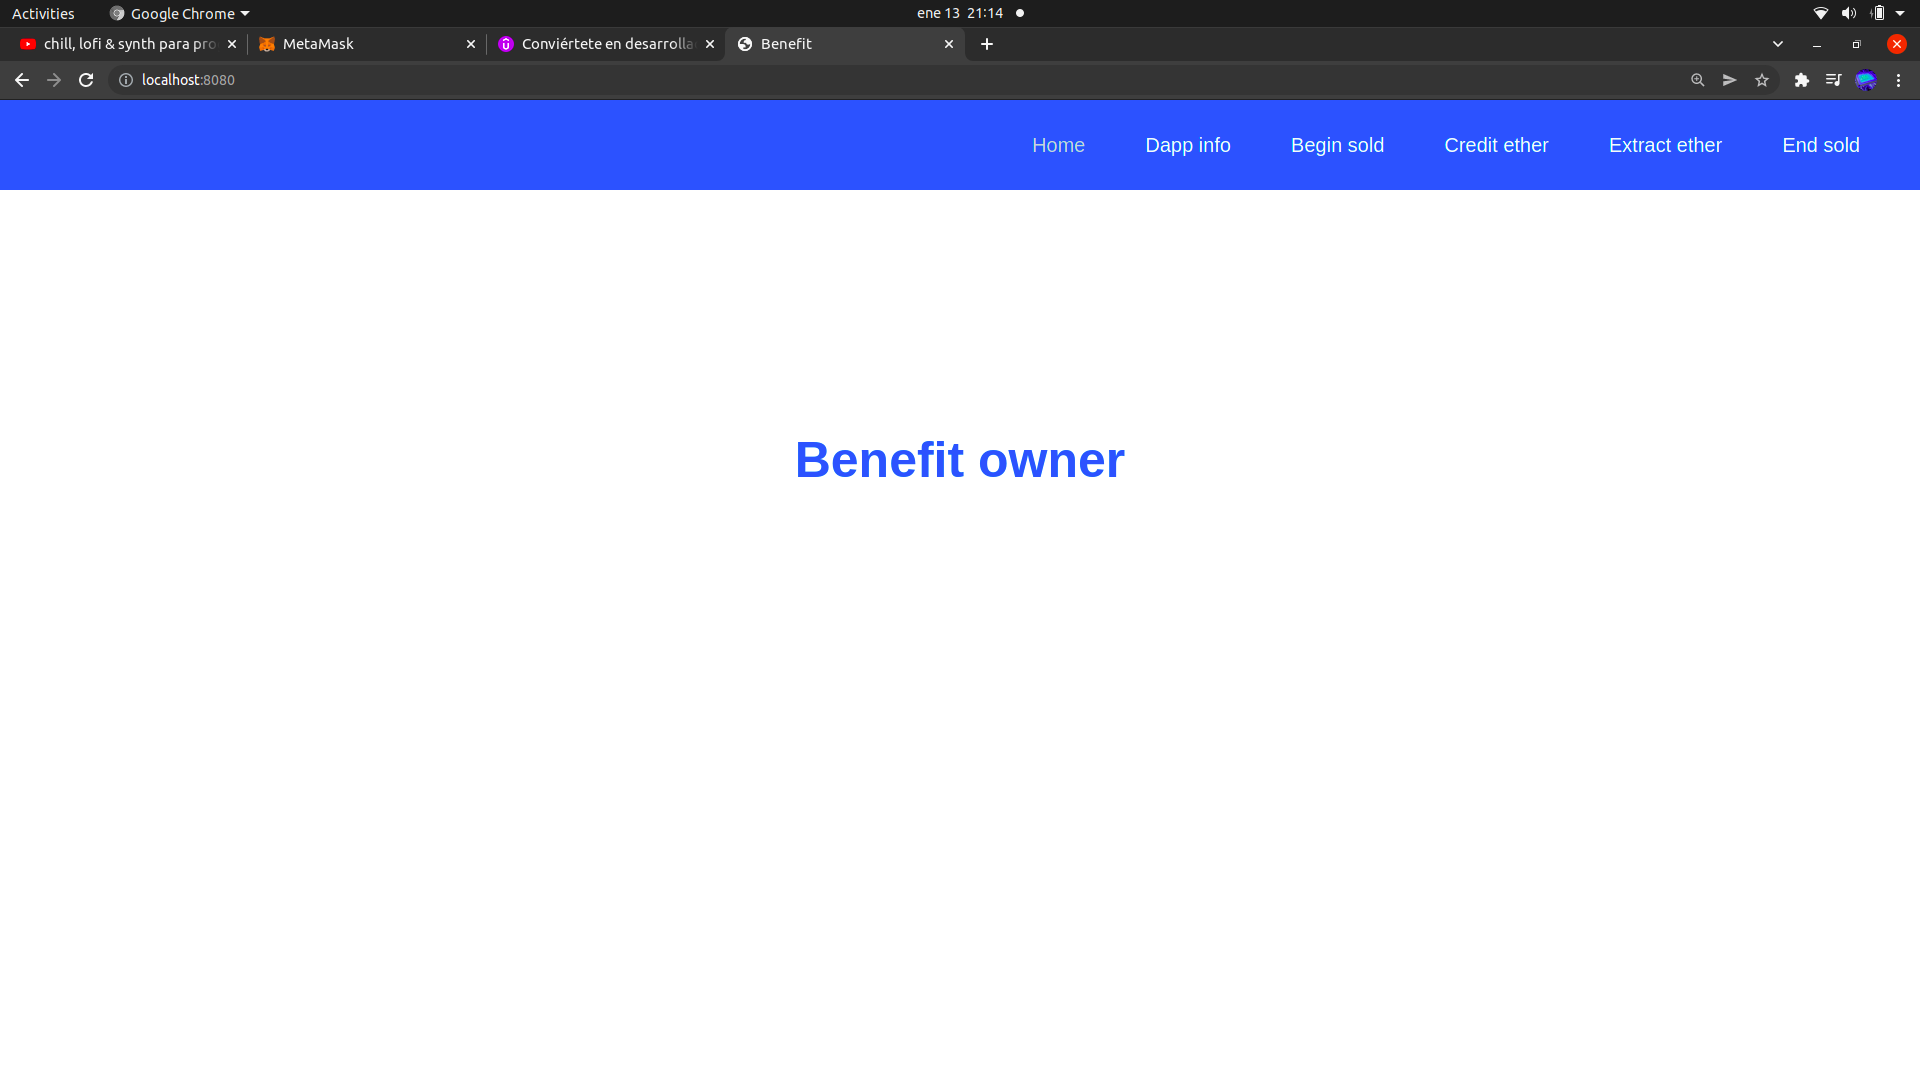 Activities Google Chrome ene 13 21:14
chill, lofi & synth para pro MetaMask Conviértete en desarrolla Benefit
localhost:8080
Home Dapp info Begin sold Credit ether Extract ether End sold
Benefit owner